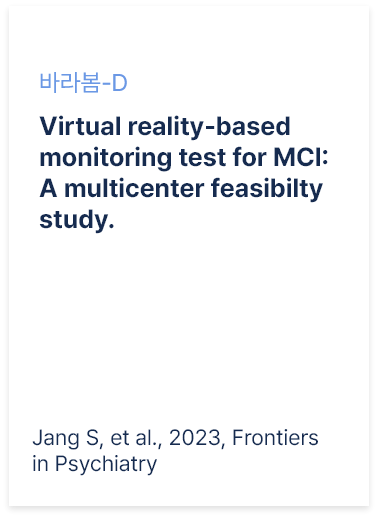 바라봄-D
Virtual reality-based
monitoring test for MCI:
A multicenter feasibilty
study.
Jang S, et al., 2023, Frontiers
in Psychiatry